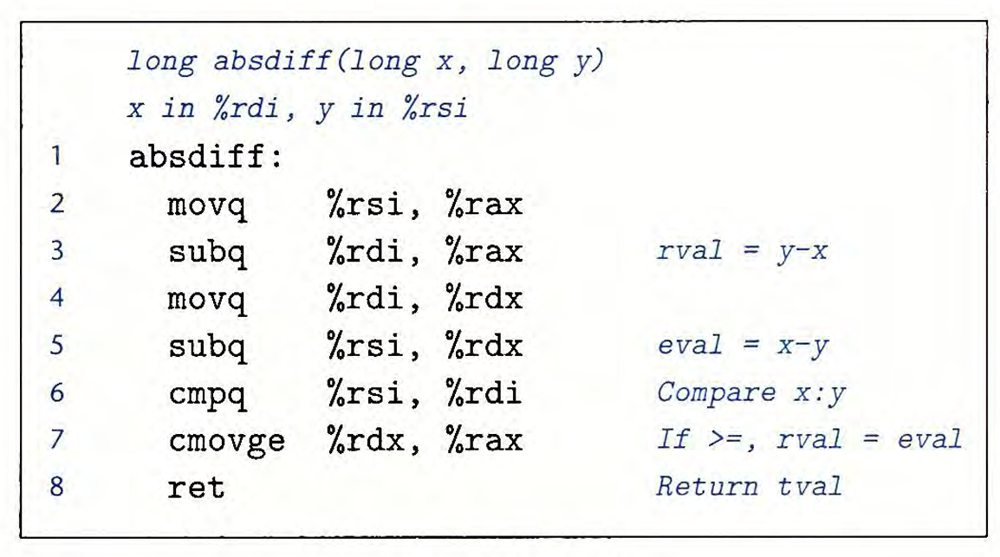 long absdiff(long x, long y)
x in %rdi, y in %rsi
1 absdiff:
2 movq %rsi, %rax
3 subq %rdi, %rax rval = y-x
4 movq %rdi, %rdx
5 subq %rsi, %rdx eval = x-y
6 cmpq %rsi, %rdi Compare x:y
7 cmovge %rdx, %rax If >=, rval = eval
8 ret Return tval